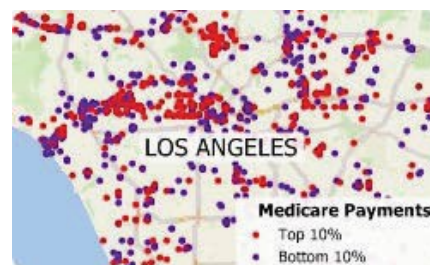 LOS ANGELES
Medicare Payments
Top 10%
Bottom 10%